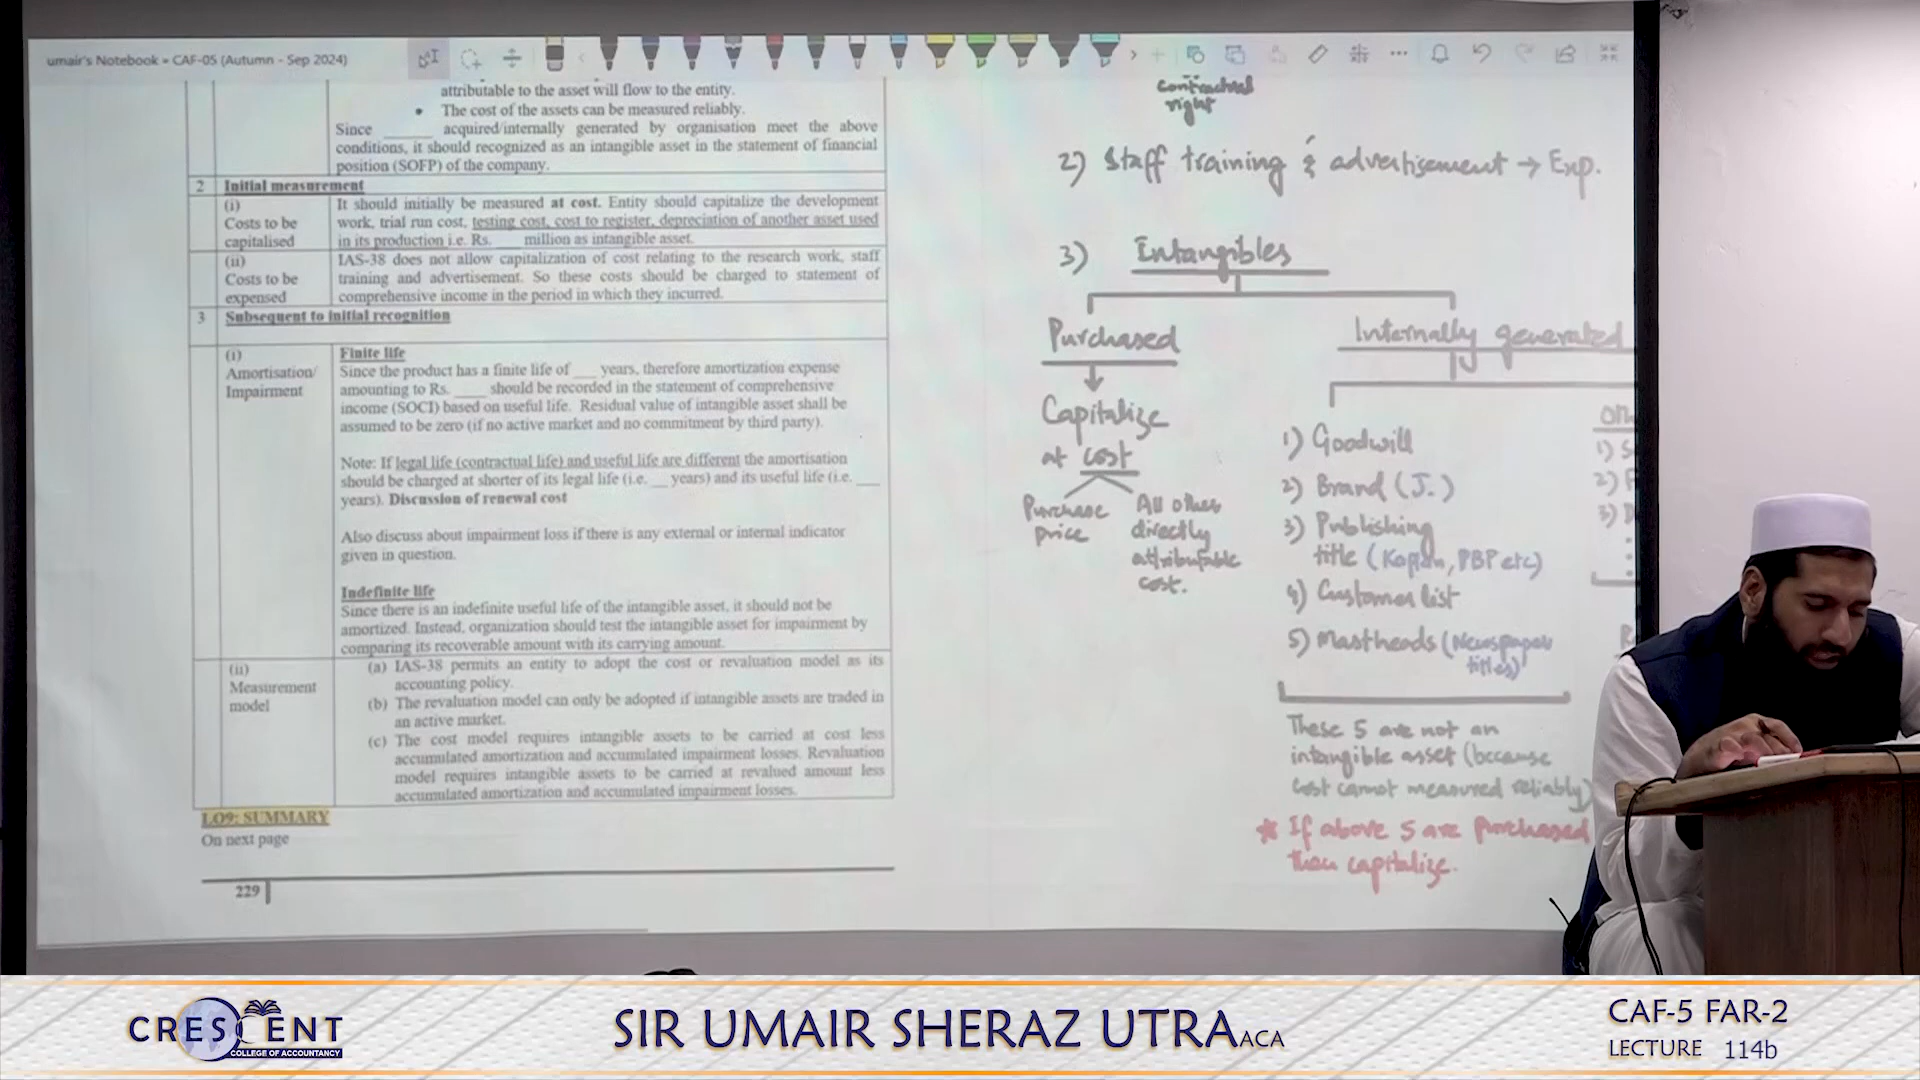 umair's Notebook » CAF-05 (Autumn - Sep 2024)
attributable to the asset will flow to the entity.
• The cost of the assets can be measured reliably.
Since ______ acquired/internally generated by organisation meet the above
conditions, it should recognized as an intangible asset in the statement of financial
position (SOFP) of the company.
2 Initial measurement
(i)
Costs to be
capitalised
It should initially be measured at cost. Entity should capitalize the development
work, trial run cost, testing cost, cost to register, depreciation of another asset used
in its production i.e. Rs. ___ million as intangible asset.
(ii)
Costs to be
expensed
IAS-38 does not allow capitalization of cost relating to the research work, staff
training and advertisement. So these costs should be charged to statement of
comprehensive income in the period in which they incurred.
3 Subsequent to initial recognition
(i)
Amortisation/
Impairment
Finite life
Since the product has a finite life of ___ years, therefore amortization expense
amounting to Rs. ____ should be recorded in the statement of comprehensive
income (SOCI) based on useful life. Residual value of intangible asset shall be
assumed to be zero (if no active market and no commitment by third party).
Note: If legal life (contractual life) and useful life are different the amortisation
should be charged at shorter of its legal life (i.e. __ years) and its useful life (i.e. ___
years). Discussion of renewal cost
Also discuss about impairment loss if there is any external or internal indicator
given in question.
Indefinite life
Since there is an indefinite useful life of the intangible asset, it should not be
amortized. Instead, organization should test the intangible asset for impairment by
comparing its recoverable amount with its carrying amount.
(ii)
Measurement
model
(a) IAS-38 permits an entity to adopt the cost or revaluation model as its
accounting policy.
(b) The revaluation model can only be adopted if intangible assets are traded in
an active market.
(c) The cost model requires intangible assets to be carried at cost less
accumulated amortization and accumulated impairment losses. Revaluation
model requires intangible assets to be carried at revalued amount less
accumulated amortization and accumulated impairment losses.
LO9: SUMMARY
On next page
229
contractual
right
2) Staff training & advertisement → Exp.
3) Intangibles
Purchased
Capitalize
at cost
Purchase
price
All other
directly
attributable
cost.
Internally generated
1) Goodwill
2) Brand (J.)
3) Publishing
title (Kaplan, PBP etc)
4) Customer list
5) Mastheads (Newspaper
titles)
These 5 are not an
intangible asset (because
cost cannot measured reliably)
* If above 5 are purchased
then capitalize.
1)
2)
3)
CRESCENT
COLLEGE OF ACCOUNTANCY
SIR UMAIR SHERAZ UTRA ACA
CAF-5 FAR-2
LECTURE 114b